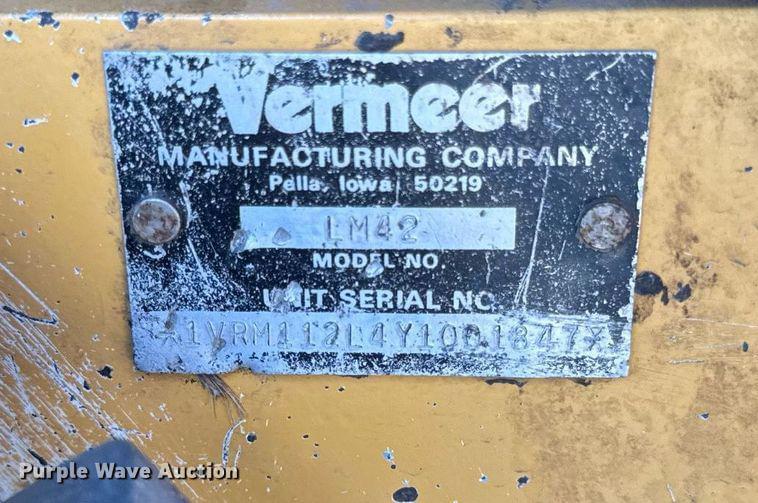 Vermeer
MANUFACTURING COMPANY
Pella, Iowa 50219
LM42
MODEL NO.
UNIT SERIAL NO.
*1VRM112L4Y1001847*
Purple Wave Auction